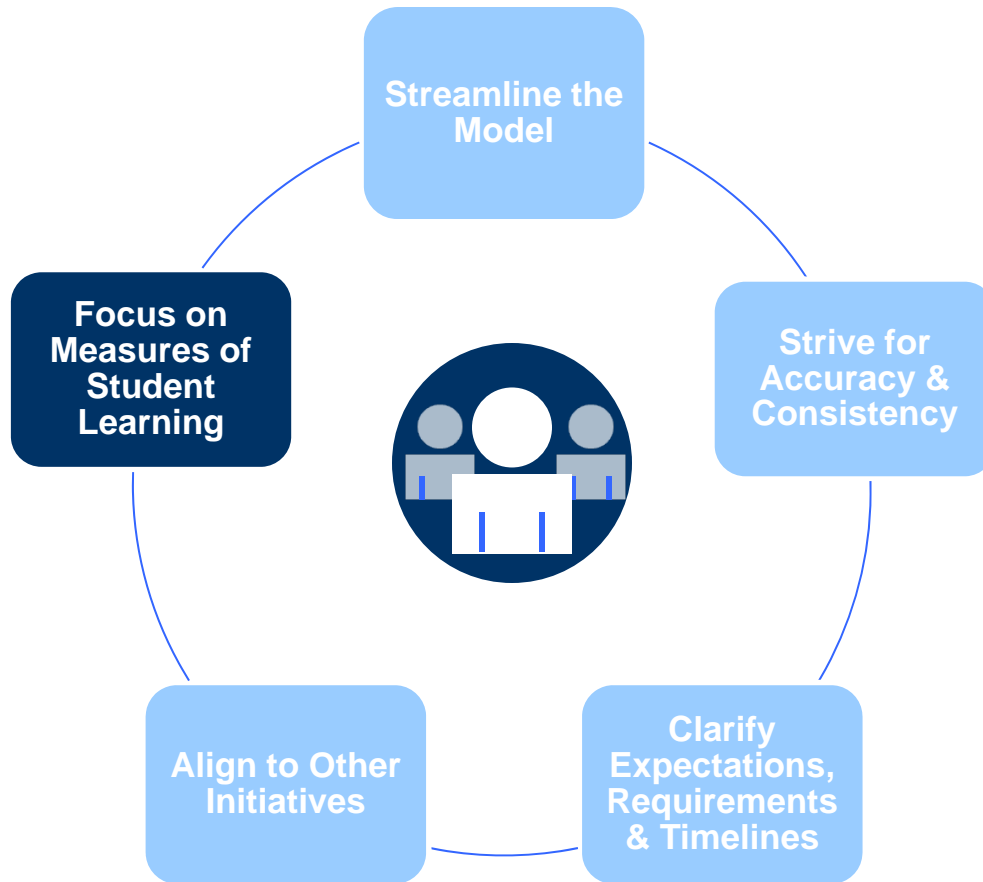 Streamline the
Model
Focus on
Measures of
Student
Learning
Strive for
Accuracy &
Consistency
Align to Other
Initiatives
Clarify
Expectations,
Requirements
& Timelines